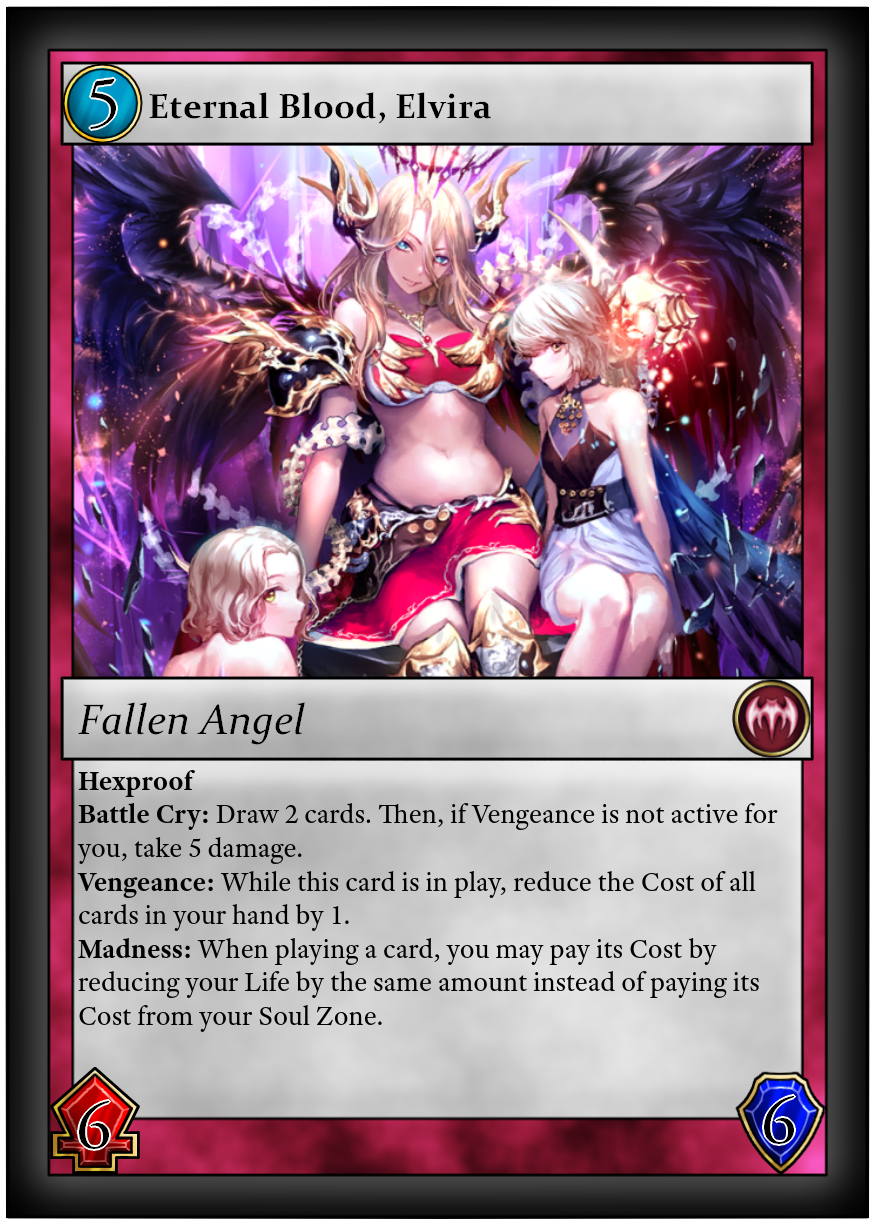 5
Eternal Blood, Elvira
Fallen Angel
Hexproof
Battle Cry: Draw 2 cards. Then, if Vengeance is not active for
you, take 5 damage.
Vengeance: While this card is in play, reduce the Cost of all
cards in your hand by 1.
Madness: When playing a card, you may pay its Cost by
reducing your Life by the same amount instead of paying its
Cost from your Soul Zone.
6
6